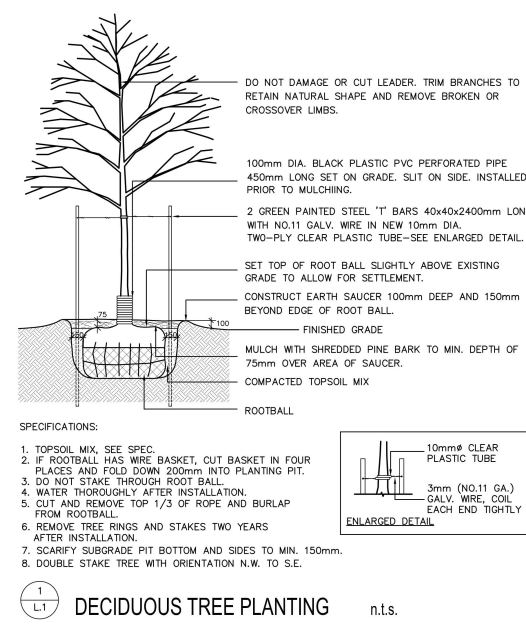 DO NOT DAMAGE OR CUT LEADER. TRIM BRANCHES TO
RETAIN NATURAL SHAPE AND REMOVE BROKEN OR
CROSSOVER LIMBS.
100mm DIA. BLACK PLASTIC PVC PERFORATED PIPE
450mm LONG SET ON GRADE. SLIT ON SIDE. INSTALLED
PRIOR TO MULCHIING.
2 GREEN PAINTED STEEL 'T' BARS 40x40x2400mm LON
WITH NO.11 GALV. WIRE IN NEW 10mm DIA.
TWO-PLY CLEAR PLASTIC TUBE-SEE ENLARGED DETAIL.
SET TOP OF ROOT BALL SLIGHTLY ABOVE EXISTING
GRADE TO ALLOW FOR SETTLEMENT.
CONSTRUCT EARTH SAUCER 100mm DEEP AND 150mm
BEYOND EDGE OF ROOT BALL.
75
100
FINISHED GRADE
150
150
MULCH WITH SHREDDED PINE BARK TO MIN. DEPTH OF
75mm OVER AREA OF SAUCER.
COMPACTED TOPSOIL MIX
ROOTBALL
SPECIFICATIONS:
1. TOPSOIL MIX, SEE SPEC.
2. IF ROOTBALL HAS WIRE BASKET, CUT BASKET IN FOUR
PLACES AND FOLD DOWN 200mm INTO PLANTING PIT.
3. DO NOT STAKE THROUGH ROOT BALL.
4. WATER THOROUGHLY AFTER INSTALLATION.
5. CUT AND REMOVE TOP 1/3 OF ROPE AND BURLAP
FROM ROOTBALL.
6. REMOVE TREE RINGS AND STAKES TWO YEARS
AFTER INSTALLATION.
7. SCARIFY SUBGRADE PIT BOTTOM AND SIDES TO MIN. 150mm.
8. DOUBLE STAKE TREE WITH ORIENTATION N.W. TO S.E.
10mmø CLEAR
PLASTIC TUBE
3mm (NO.11 GA.)
GALV. WIRE, COIL
EACH END TIGHTLY
ENLARGED DETAIL
1
L.1
DECIDUOUS TREE PLANTING n.t.s.